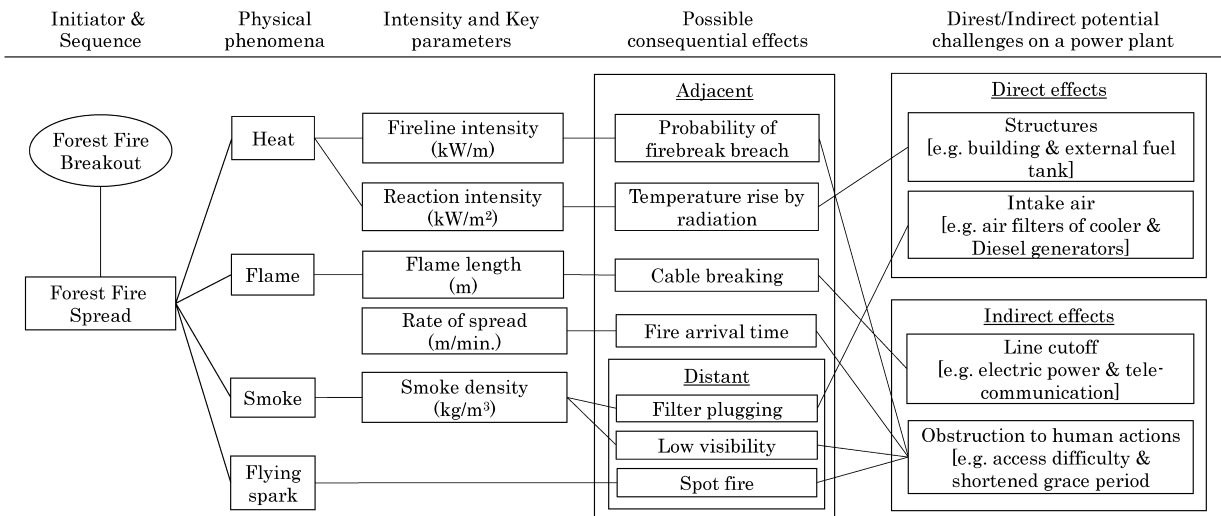 Initiator &
Sequence
Physical
phenomena
Intensity and Key
parameters
Possible
consequential effects
Direst/Indirect potential
challenges on a power plant
Forest Fire
Breakout
Forest Fire
Spread
Heat
Flame
Smoke
Flying
spark
Fireline intensity
(kW/m)
Reaction intensity
(kW/m²)
Flame length
(m)
Rate of spread
(m/min.)
Smoke density
(kg/m³)
Adjacent
Probability of
firebreak breach
Temperature rise by
radiation
Cable breaking
Fire arrival time
Distant
Filter plugging
Low visibility
Spot fire
Direct effects
Structures
[e.g. building & external fuel
tank]
Intake air
[e.g. air filters of cooler &
Diesel generators]
Indirect effects
Line cutoff
[e.g. electric power & tele-
communication]
Obstruction to human actions
[e.g. access difficulty &
shortened grace period